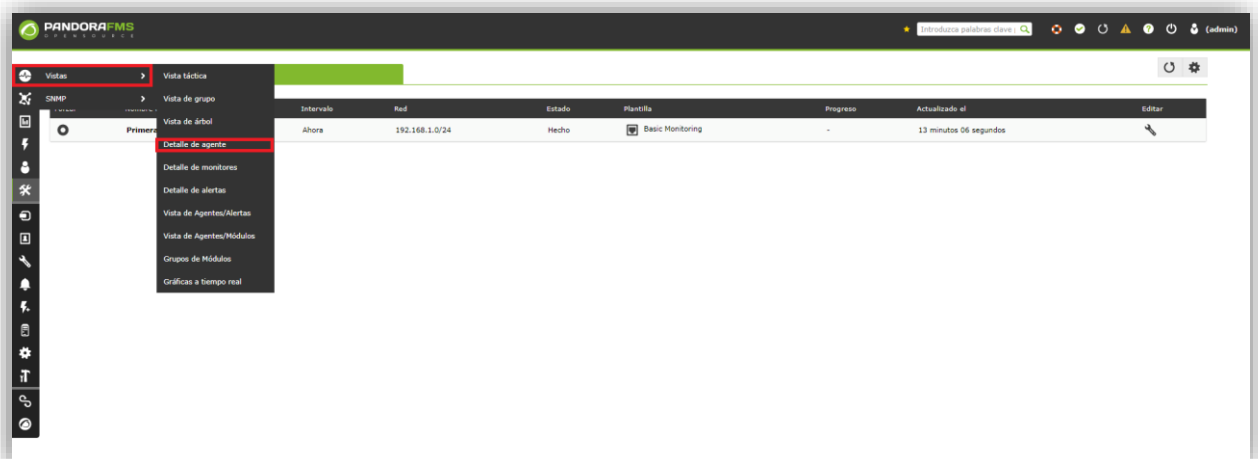 PANDORAFMS
OPENSOURCE
Introduzca palabras clave
(admin)
Vistas
SNMP
Vista táctica
Vista de grupo
Vista de árbol
Detalle de agente
Detalle de monitores
Detalle de alertas
Vista de Agentes/Alertas
Vista de Agentes/Módulos
Grupos de Módulos
Gráficas a tiempo real
Intervalo Red Estado Plantilla Progreso Actualizado el Editar
Primera Ahora 192.168.1.0/24 Hecho Basic Monitoring - 13 minutos 06 segundos